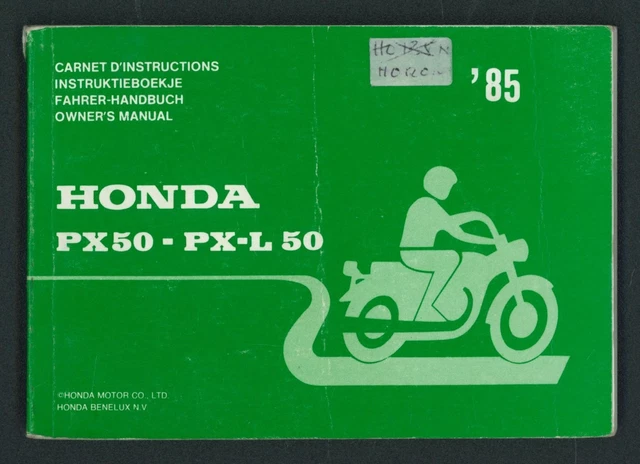 CARNET D'INSTRUCTIONS
INSTRUKTIEBOEKJE
FAHRER-HANDBUCH
OWNER'S MANUAL
'85
HONDA
PX50 - PX-L 50
©HONDA MOTOR CO., LTD.
HONDA BENELUX N.V